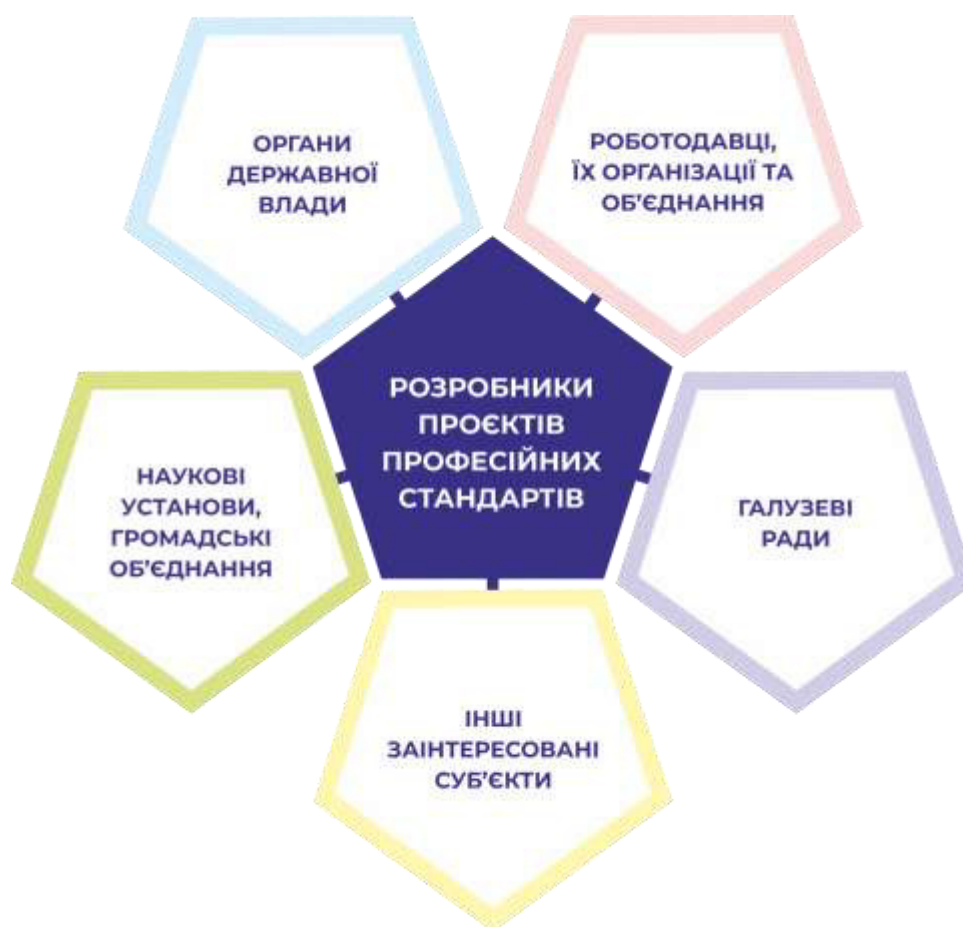 ОРГАНИ
ДЕРЖАВНОЇ
ВЛАДИ
РОБОТОДАВЦІ,
ЇХ ОРГАНІЗАЦІЇ ТА
ОБ’ЄДНАННЯ
РОЗРОБНИКИ
ПРОЄКТІВ
ПРОФЕСІЙНИХ
СТАНДАРТІВ
НАУКОВІ
УСТАНОВИ,
ГРОМАДСЬКІ
ОБ’ЄДНАННЯ
ГАЛУЗЕВІ
РАДИ
ІНШІ
ЗАІНТЕРЕСОВАНІ
СУБ’ЄКТИ